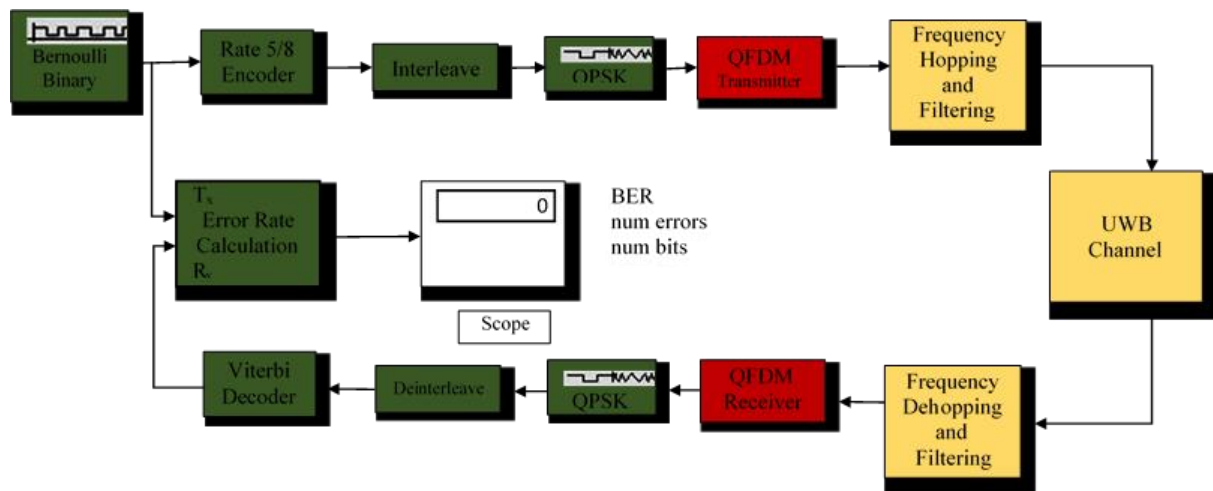 Bernoulli
Binary
Rate 5/8
Encoder
Interleave
QPSK
QFDM
Transmitter
Frequency
Hopping
and
Filtering
UWB
Channel
Tx
Error Rate
Calculation
Rx
0
BER
num errors
num bits
Scope
Viterbi
Decoder
Deinterleave
QPSK
QFDM
Receiver
Frequency
Dehopping
and
Filtering